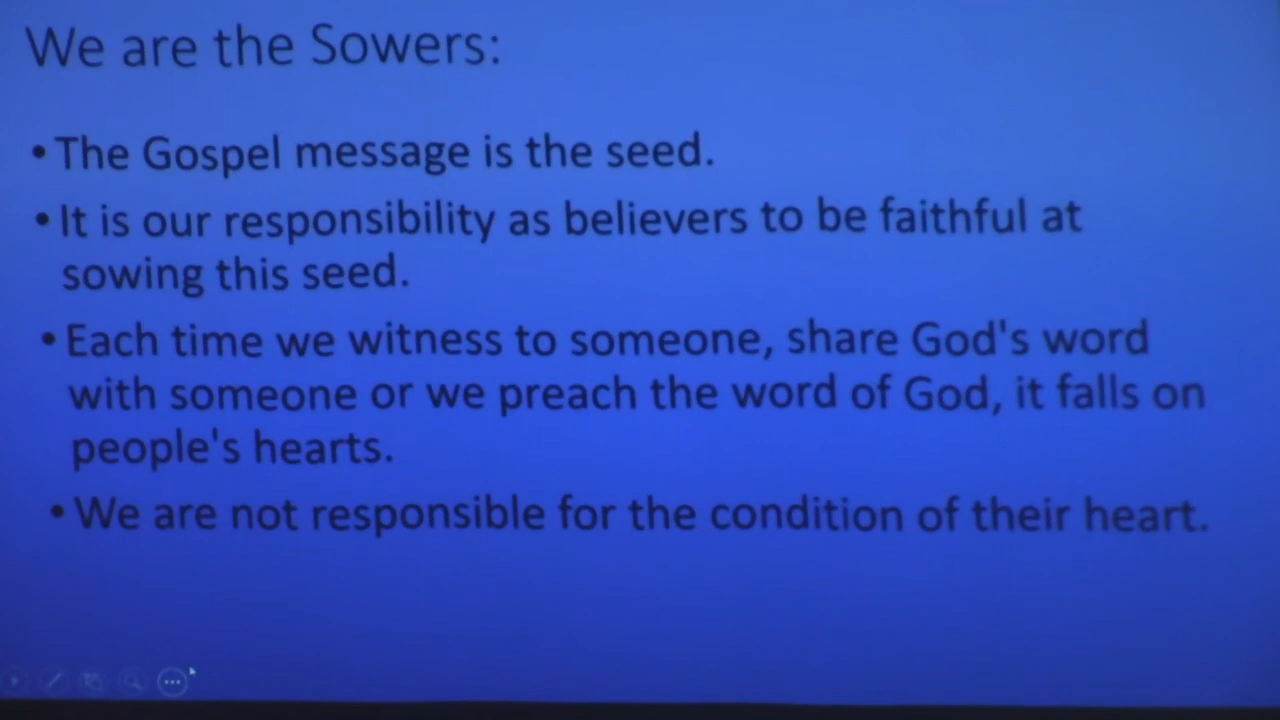 We are the Sowers:
• The Gospel message is the seed.
• It is our responsibility as believers to be faithful at
sowing this seed.
• Each time we witness to someone, share God's word
with someone or we preach the word of God, it falls on
people's hearts.
• We are not responsible for the condition of their heart.